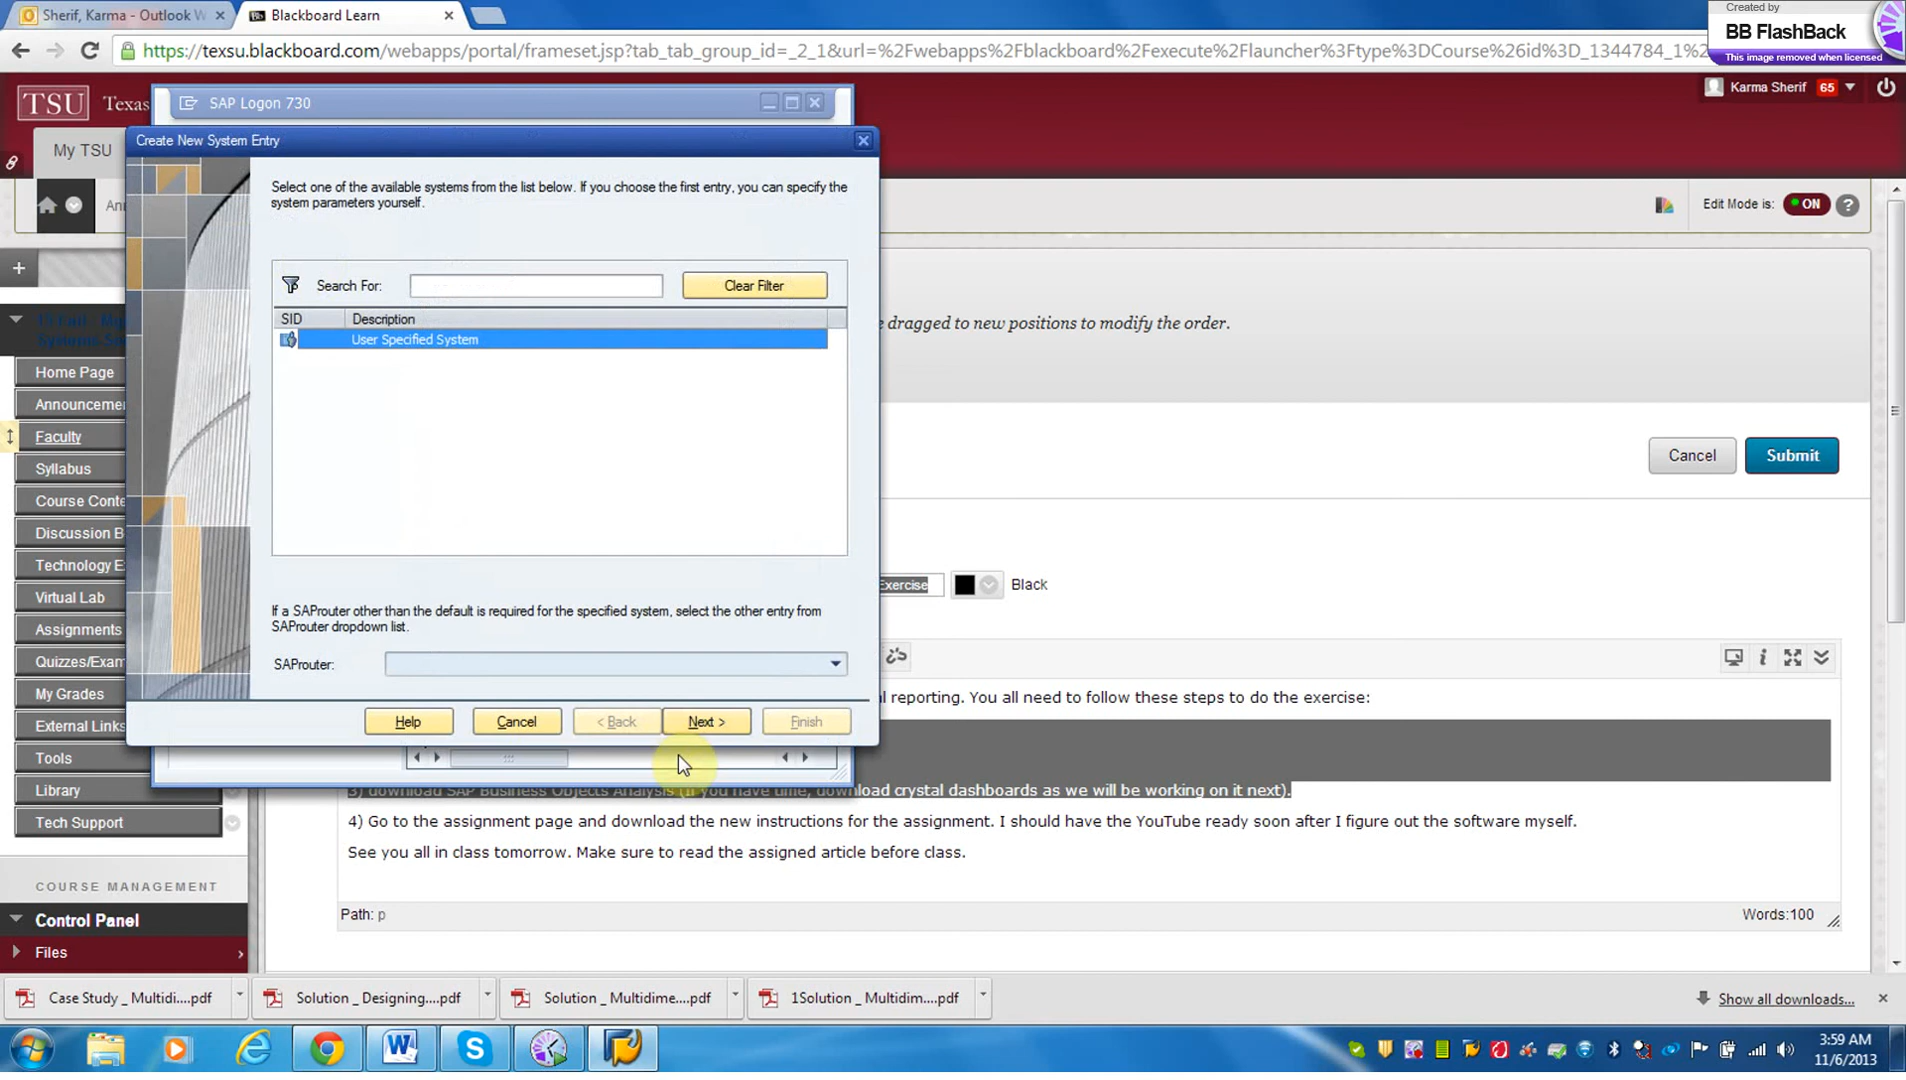 Sherif, Karma - Outlook W
Blackboard Learn
Created by
BB FlashBack
This image removed when licensed
https://texsu.blackboard.com/webapps/portal/frameset.jsp?tab_tab_group_id=_2_1&url=%2Fwebapps%2Fblackboard%2Fexecute%2Flauncher%3Ftype%3DCourse%26id%3D_1344784_1%2
TSU Texas
SAP Logon 730
Karma Sherif 65
My TSU
Create New System Entry
Select one of the available systems from the list below. If you choose the first entry, you can specify the
system parameters yourself.
Edit Mode is: ON ?
Search For:
Clear Filter
SID Description
User Specified System
e dragged to new positions to modify the order.
Home Page
Announcemen
Faculty
Syllabus
Course Conte
Discussion B
Technology E
Virtual Lab
Assignments
Quizzes/Exam
My Grades
External Links
Tools
Library
Tech Support
COURSE MANAGEMENT
Control Panel
Files
Cancel
Submit
Exercise
Black
If a SAProuter other than the default is required for the specified system, select the other entry from
SAProuter dropdown list.
SAProuter:
Help
Cancel
< Back
Next >
Finish
l reporting. You all need to follow these steps to do the exercise:
3) download SAP Business Objects Analysis (if you have time, download crystal dashboards as we will be working on it next).
4) Go to the assignment page and download the new instructions for the assignment. I should have the YouTube ready soon after I figure out the software myself.
See you all in class tomorrow. Make sure to read the assigned article before class.
Path: p
Words:100
Case Study _ Multidi....pdf
Solution _ Designing....pdf
Solution _ Multidime....pdf
1Solution _ Multidim....pdf
Show all downloads...
3:59 AM
11/6/2013